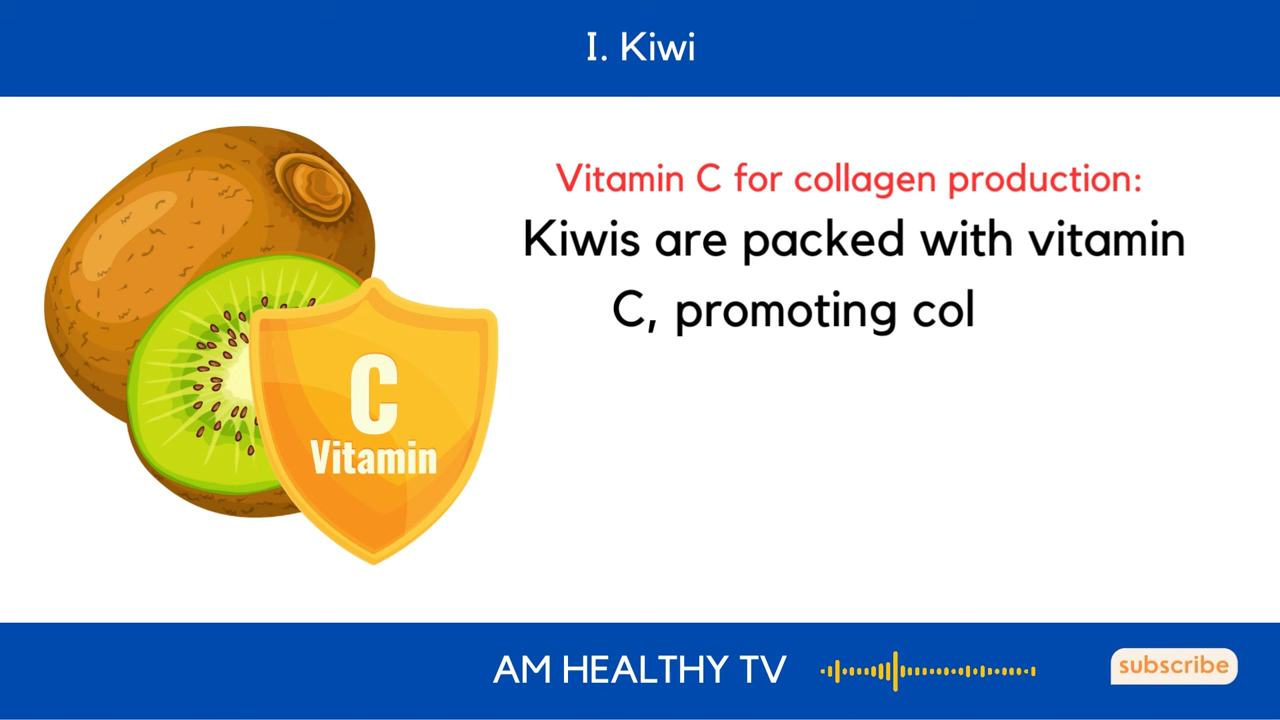 I. Kiwi
Vitamin C for collagen production:
Kiwis are packed with vitamin
C, promoting col
C
Vitamin
AM HEALTHY TV
subscribe